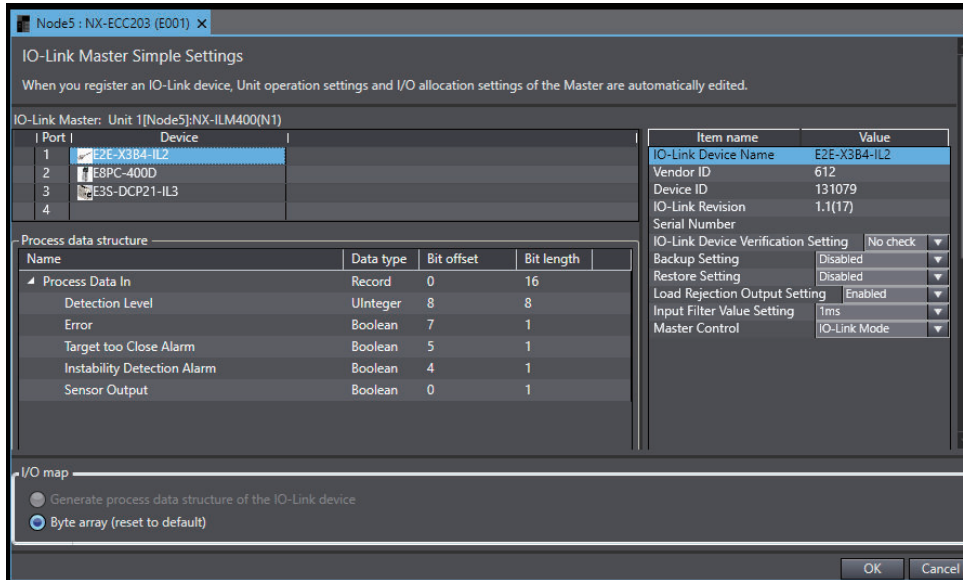 Node5 : NX-ECC203 (E001) ×
IO-Link Master Simple Settings
When you register an IO-Link device, Unit operation settings and I/O allocation settings of the Master are automatically edited.
IO-Link Master: Unit 1[Node5]:NX-ILM400(N1)
Port Device
1 E2E-X3B4-IL2
2 E8PC-400D
3 E3S-DCP21-IL3
4
Item name Value
IO-Link Device Name E2E-X3B4-IL2
Vendor ID 612
Device ID 131079
IO-Link Revision 1.1(17)
Serial Number
IO-Link Device Verification Setting No check
Backup Setting Disabled
Restore Setting Disabled
Load Rejection Output Setting Enabled
Input Filter Value Setting 1ms
Master Control IO-Link Mode
Process data structure
Name Data type Bit offset Bit length
Process Data In Record 0 16
Detection Level UInteger 8 8
Error Boolean 7 1
Target too Close Alarm Boolean 5 1
Instability Detection Alarm Boolean 4 1
Sensor Output Boolean 0 1
I/O map
Generate process data structure of the IO-Link device
Byte array (reset to default)
OK Cancel